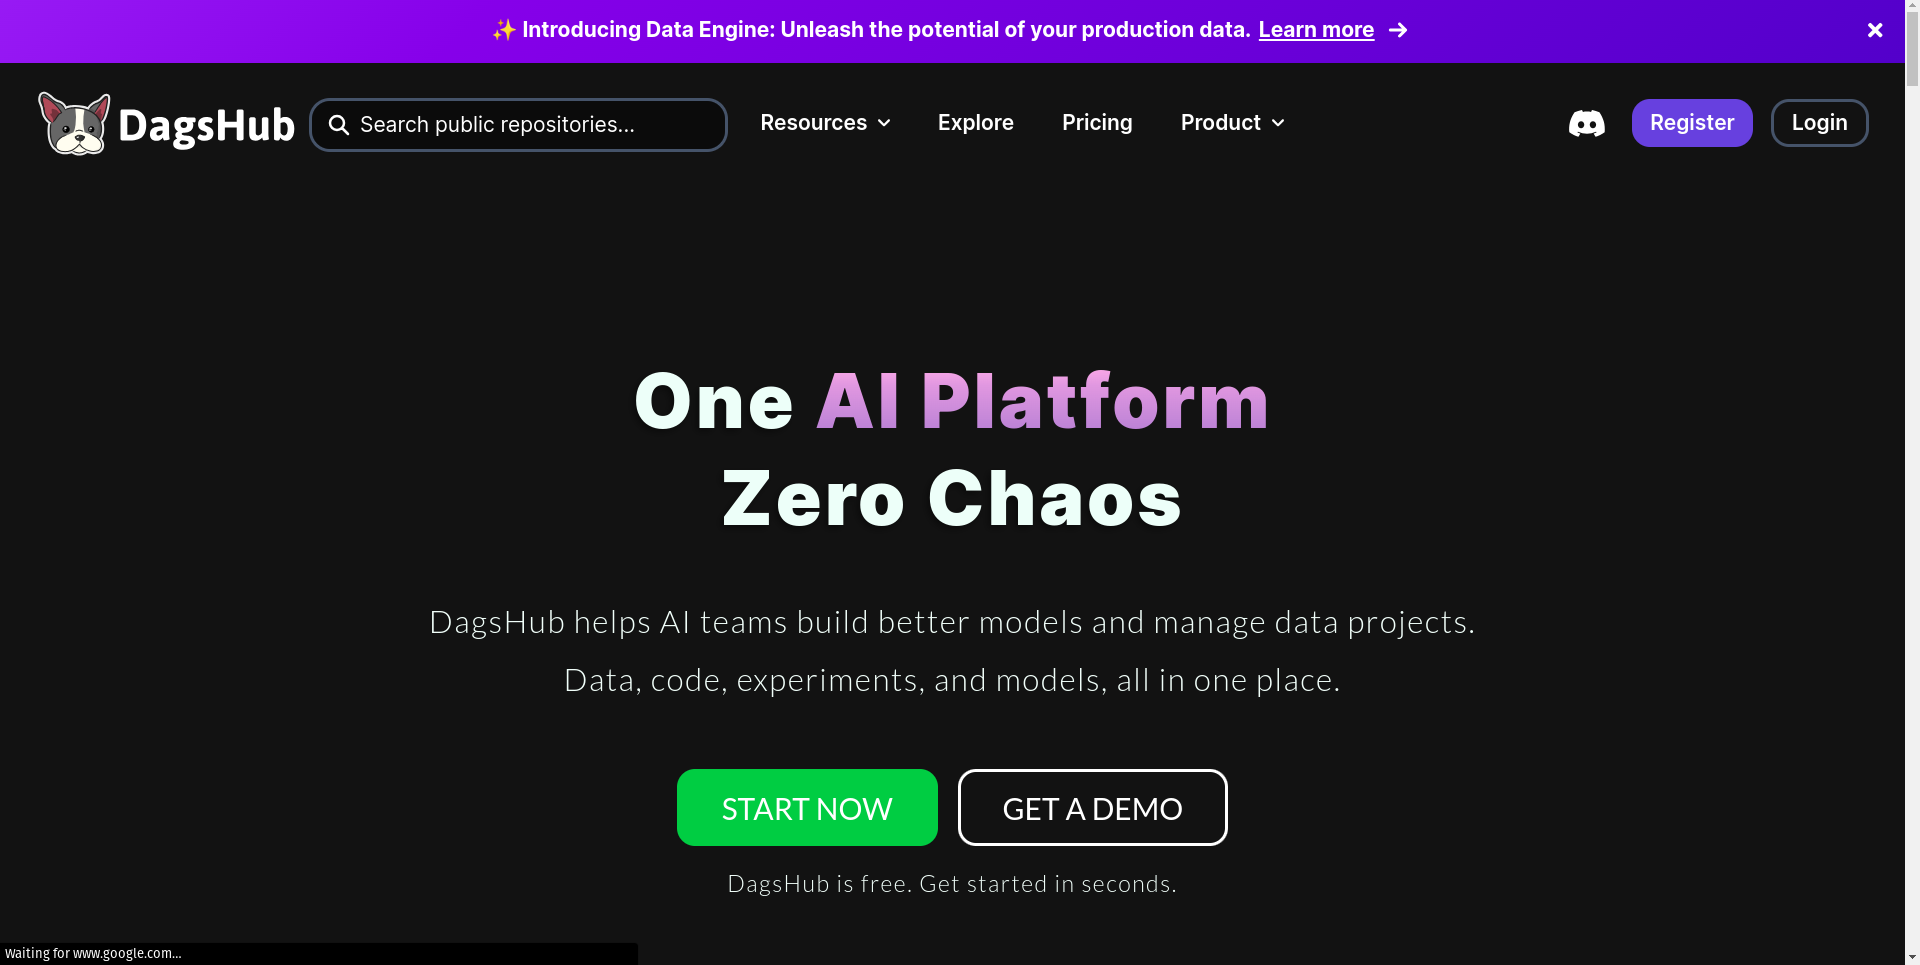 ✨ Introducing Data Engine: Unleash the potential of your production data. Learn more →
DagsHub
Search public repositories...
Resources
Explore
Pricing
Product
Register
Login
One AI Platform
Zero Chaos
DagsHub helps AI teams build better models and manage data projects.
Data, code, experiments, and models, all in one place.
START NOW
GET A DEMO
DagsHub is free. Get started in seconds.
Waiting for www.google.com...